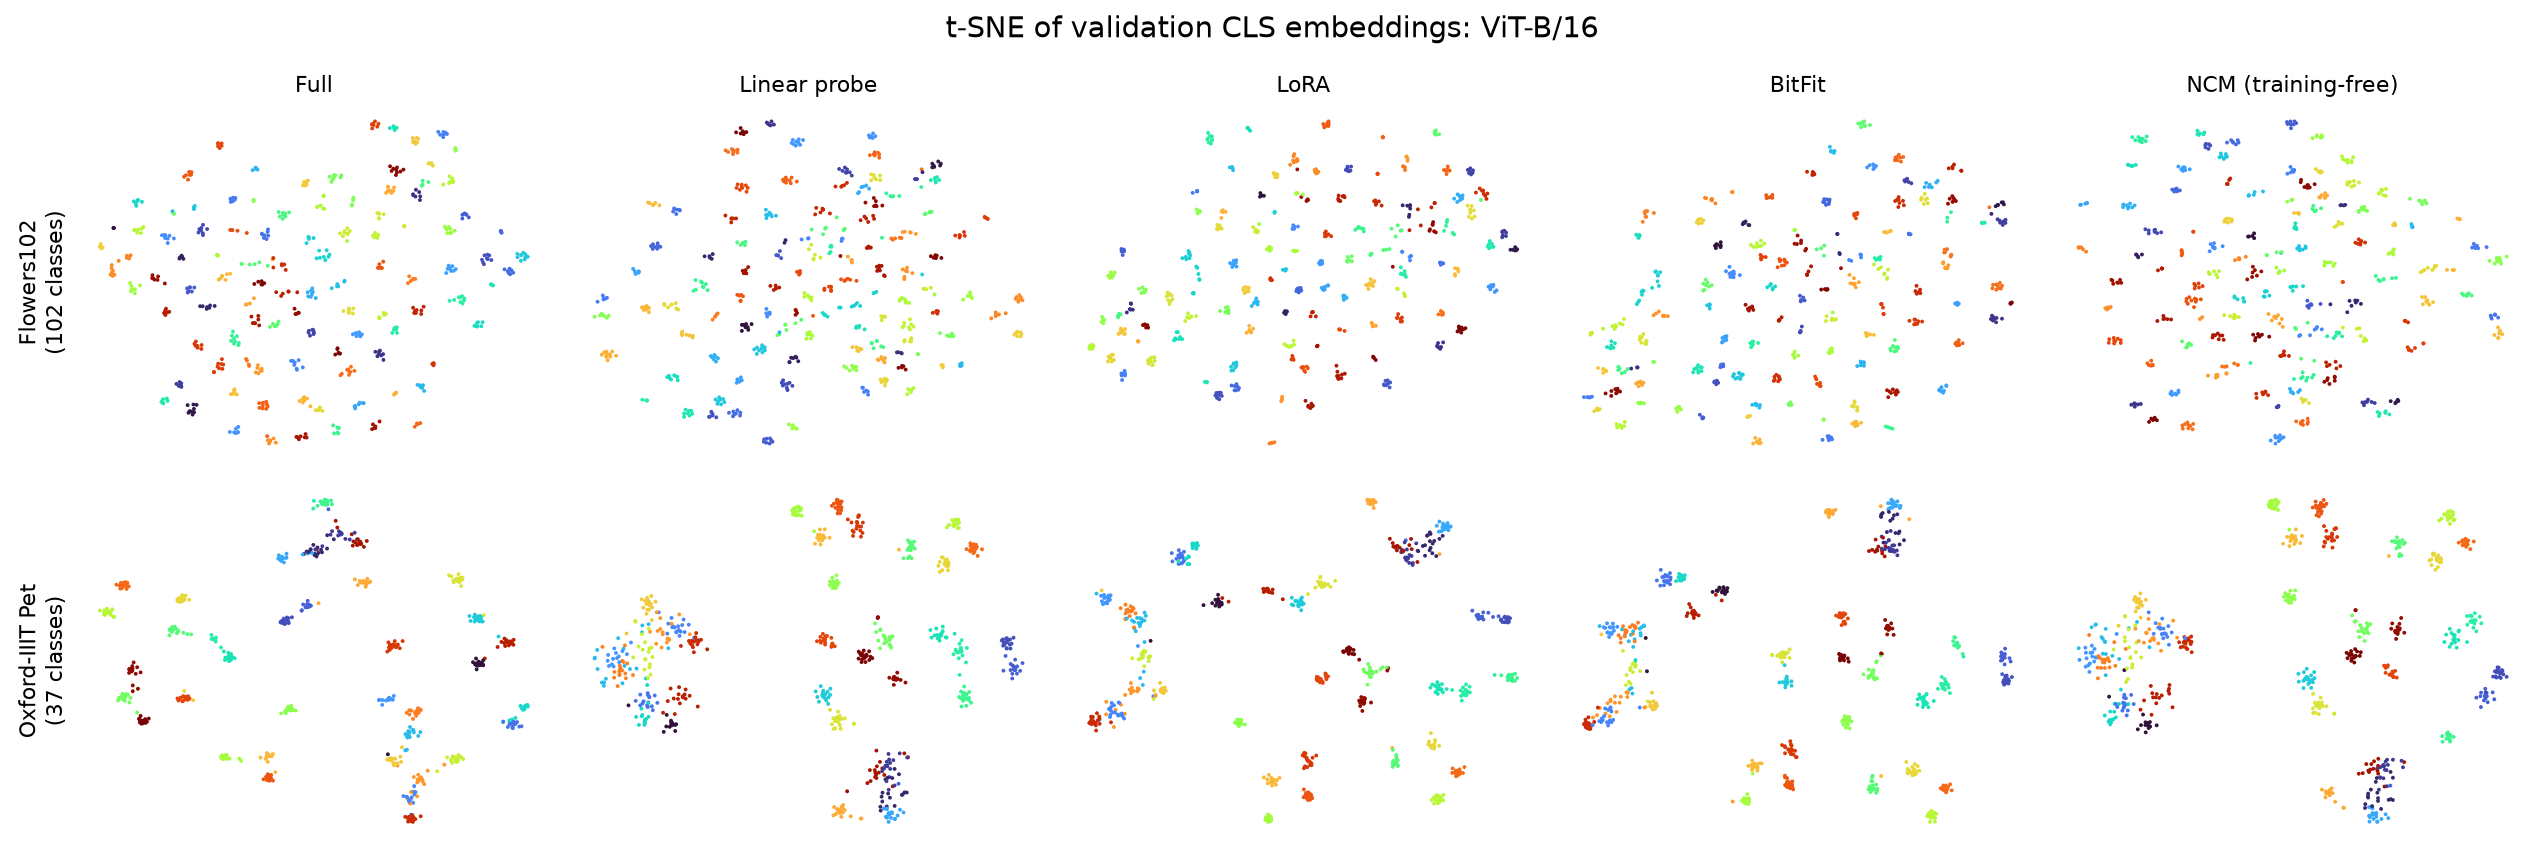 t-SNE of validation CLS embeddings: ViT-B/16
Full
Linear probe
LoRA
BitFit
NCM (training-free)
Flowers102
(102 classes)
Oxford-IIIT Pet
(37 classes)